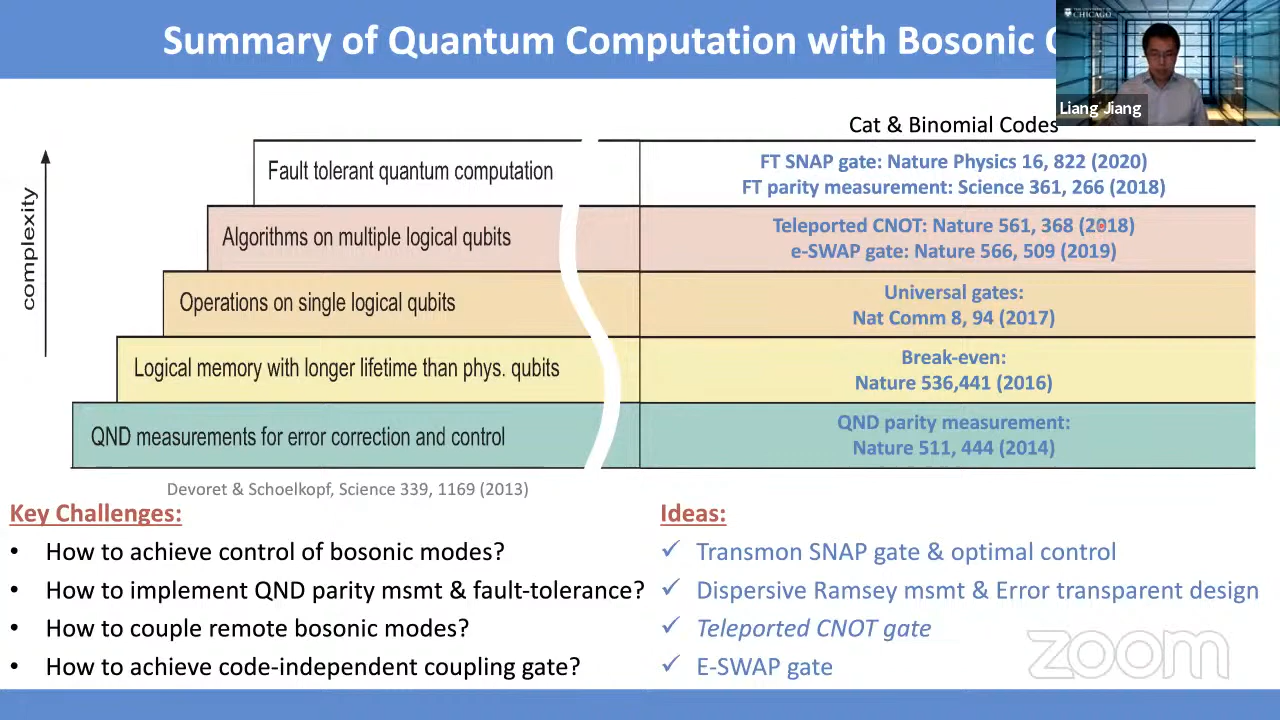 Summary of Quantum Computation with Bosonic
THE UNIVERSITY OF
CHICAGO
Liang Jiang
Cat & Binomial Codes
complexity
Fault tolerant quantum computation
FT SNAP gate: Nature Physics 16, 822 (2020)
FT parity measurement: Science 361, 266 (2018)
Algorithms on multiple logical qubits
Teleported CNOT: Nature 561, 368 (2018)
e-SWAP gate: Nature 566, 509 (2019)
Operations on single logical qubits
Universal gates:
Nat Comm 8, 94 (2017)
Logical memory with longer lifetime than phys. qubits
Break-even:
Nature 536,441 (2016)
QND measurements for error correction and control
QND parity measurement:
Nature 511, 444 (2014)
Devoret & Schoelkopf, Science 339, 1169 (2013)
Key Challenges:
• How to achieve control of bosonic modes?
• How to implement QND parity msmt & fault-tolerance?
• How to couple remote bosonic modes?
• How to achieve code-independent coupling gate?
Ideas:
✓ Transmon SNAP gate & optimal control
✓ Dispersive Ramsey msmt & Error transparent design
✓ Teleported CNOT gate
✓ E-SWAP gate
zoom